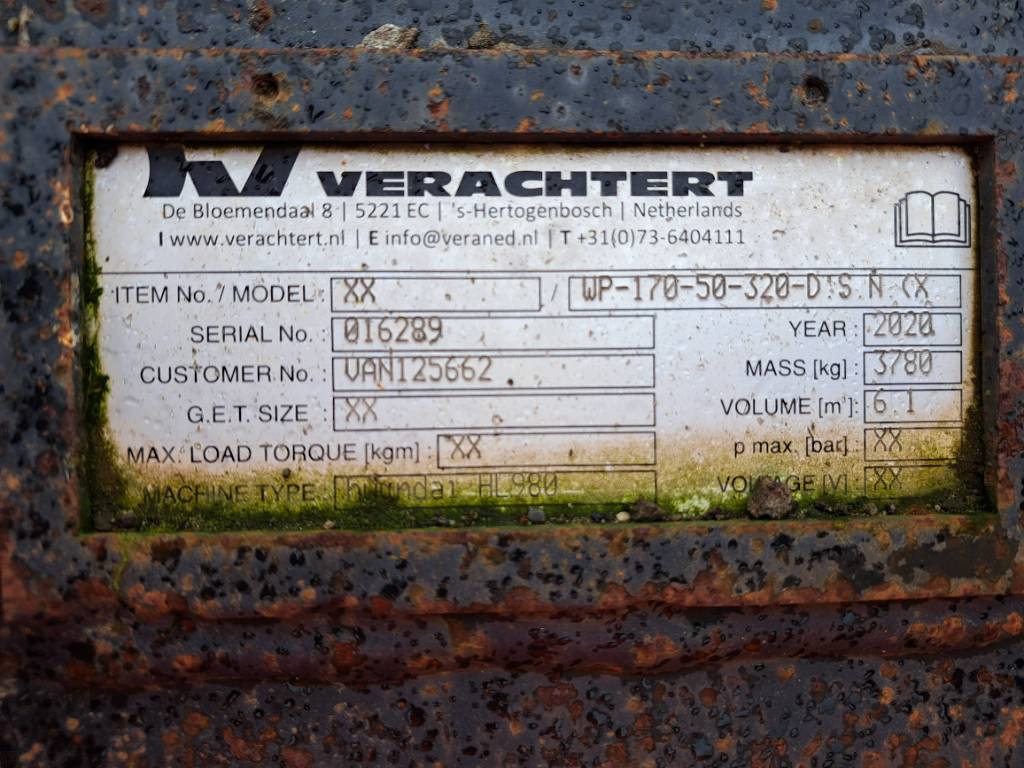 VERACHTERT
De Bloemendaal 8 | 5221 EC | 's-Hertogenbosch | Netherlands
I www.verachtert.nl | E info@veraned.nl | T +31(0)73-6404111
ITEM No. / MODEL : XX / WP-170-50-320-D
SERIAL No. : 016289 YEAR : 2020
CUSTOMER No. : VAN125662 MASS [kg] : 3780
G.E.T. SIZE : XX VOLUME [m³]: 6.1
MAX. LOAD TORQUE [kgm] : XX p max. [bar]: XX
MACHINE TYPE HL980 VOLTAGE [V] XX